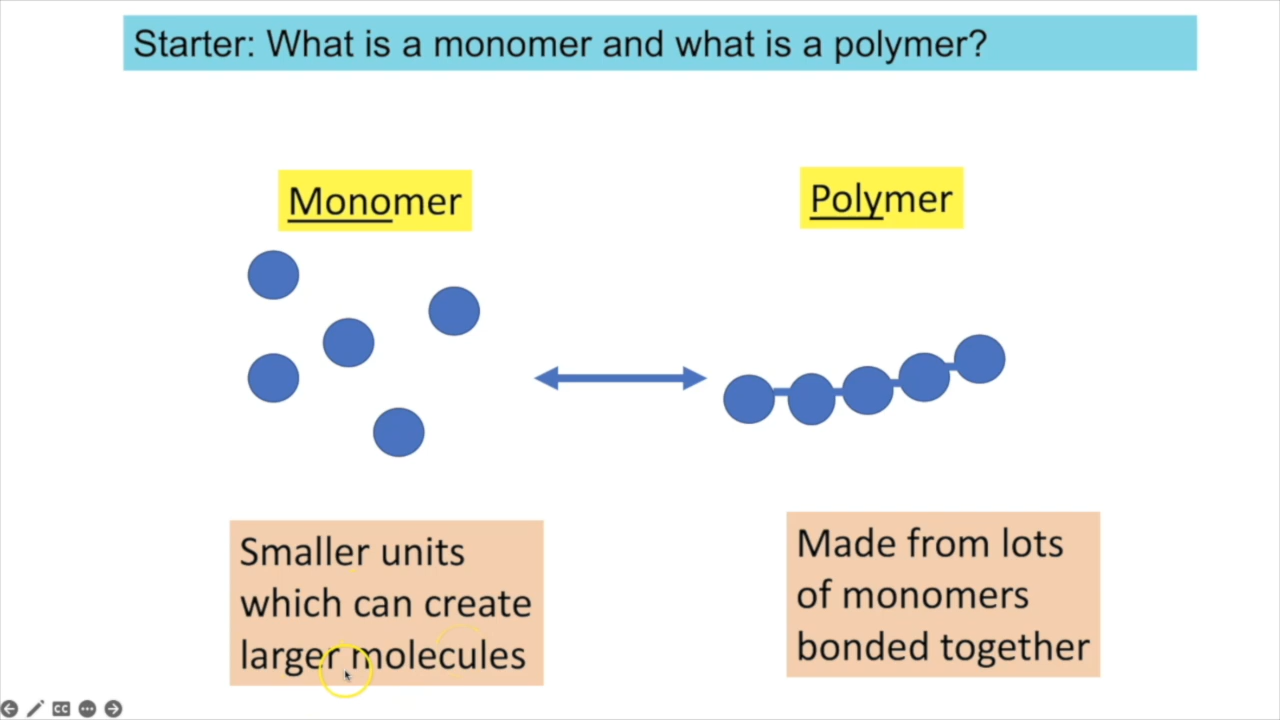 Starter: What is a monomer and what is a polymer?
Monomer
Polymer
Smaller units
which can create
larger molecules
Made from lots
of monomers
bonded together
CC